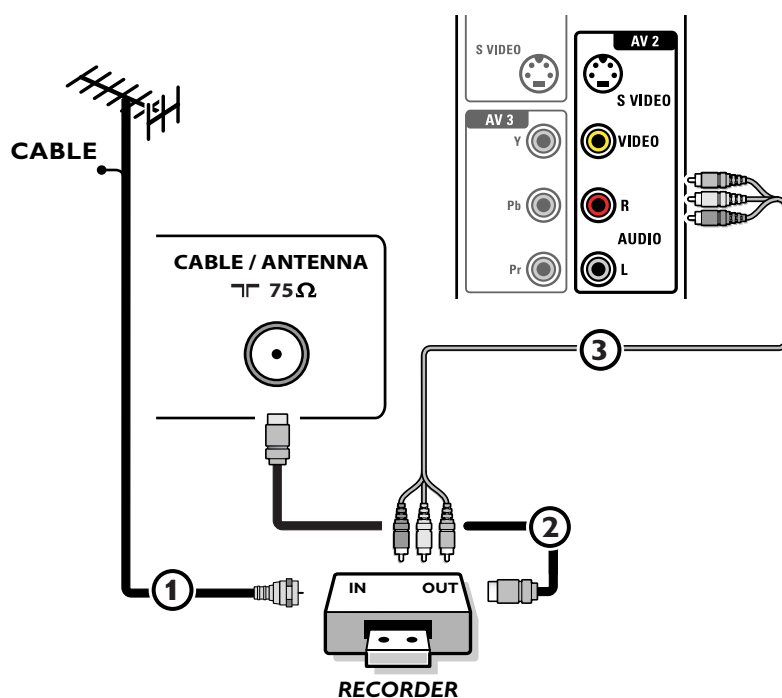 S VIDEO
AV 2
S VIDEO
AV 3
Y
VIDEO
CABLE
Pb
R
AUDIO
CABLE / ANTENNA
75Ω
Pr
L
3
2
1
IN
OUT
RECORDER